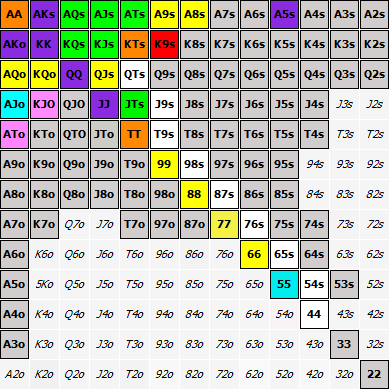 AA AKs AQs AJs ATs A9s A8s A7s A6s A5s A4s A3s A2s
AKo KK KQs KJs KTs K9s K8s K7s K6s K5s K4s K3s K2s
AQo KQo QQ QJs QTs Q9s Q8s Q7s Q6s Q5s Q4s Q3s Q2s
AJo KJO QJO JJ JTs J9s J8s J7s J6s J5s J4s J3s J2s
ATo KTo QTO JTo TT T9s T8s T7s T6s T5s T4s T3s T2s
A9o K9o Q9o J9o T9o 99 98s 97s 96s 95s 94s 93s 92s
A8o K8o Q8o J8o T8o 98o 88 87s 86s 85s 84s 83s 82s
A7o K7o Q7o J7o T7o 97o 87o 77 76s 75s 74s 73s 72s
A6o K6o Q6o J6o T6o 96o 86o 76o 66 65s 64s 63s 62s
A5o 5Ko Q5o J5o T5o 95o 85o 75o 65o 55 54s 53s 52s
A4o K4o Q4o J4o T4o 94o 84o 74o 64o 54o 44 43s 42s
A3o K3o Q3o J3o T3o 93o 83o 73o 63o 53o 43o 33 32s
A2o K2o Q2o J2o T2o 92o 82o 72o 62o 52o 42o 32o 22